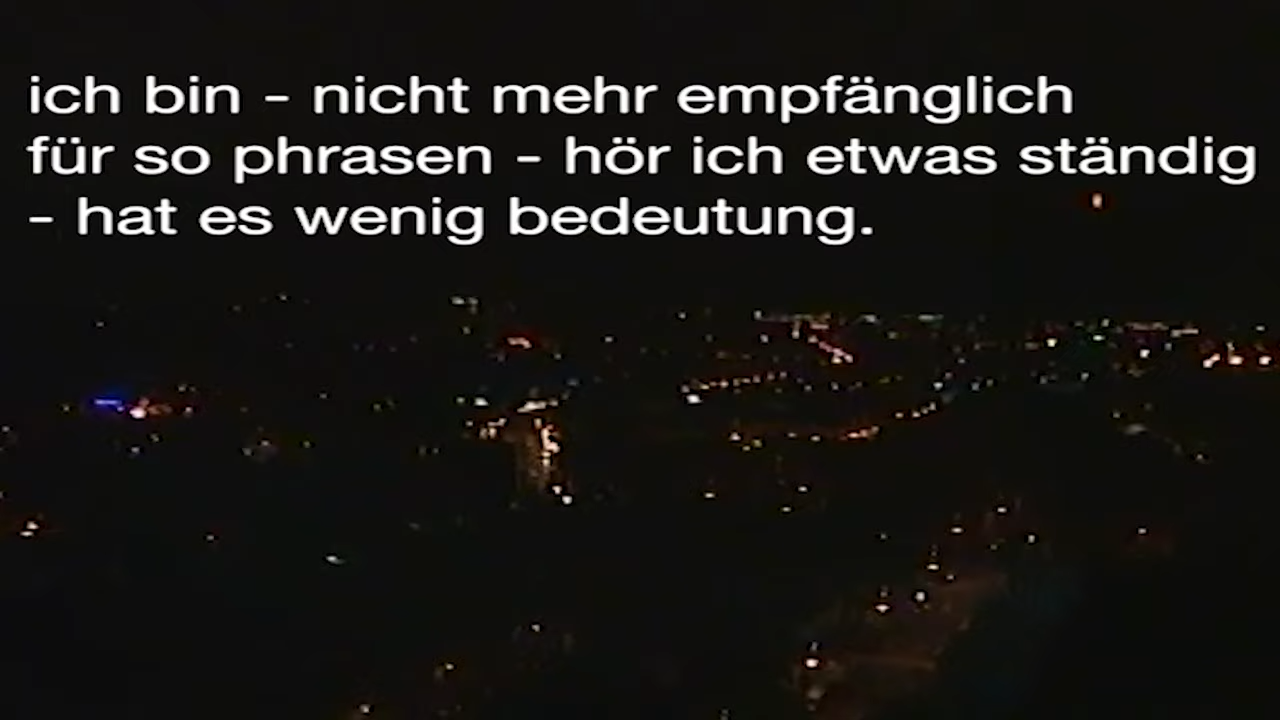 ich bin - nicht mehr empfänglich
für so phrasen - hör ich etwas ständig
- hat es wenig bedeutung.